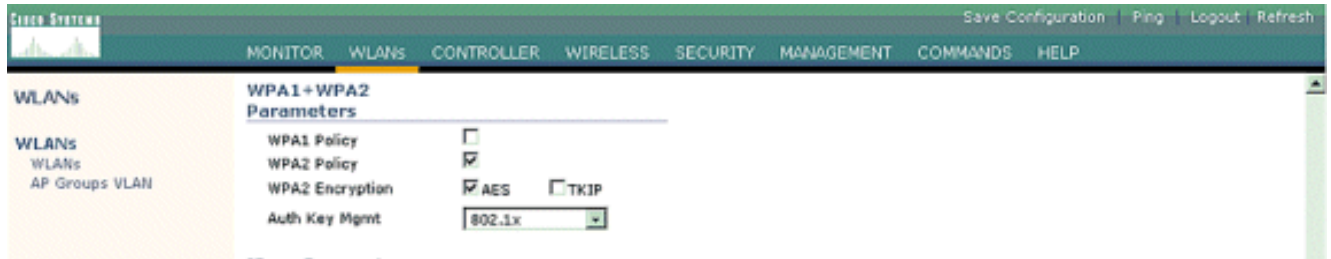 CISCO SYSTEMS
Save Configuration | Ping | Logout | Refresh
MONITOR WLANs CONTROLLER WIRELESS SECURITY MANAGEMENT COMMANDS HELP
WLANs
WLANs
WLANs
AP Groups VLAN
WPA1+WPA2
Parameters
WPA1 Policy
WPA2 Policy
WPA2 Encryption AES TKIP
Auth Key Mgmt 802.1x